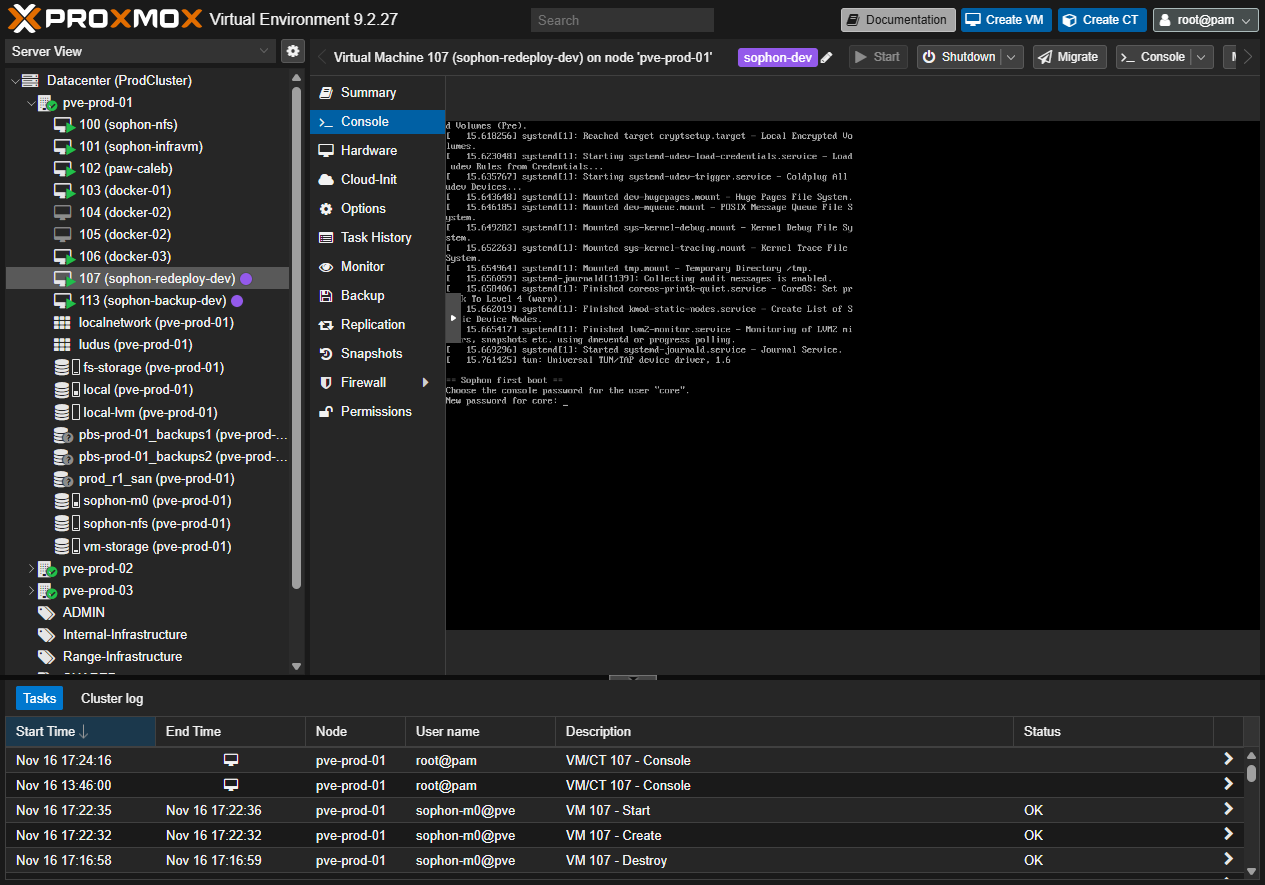 PROXMOX Virtual Environment 9.2.27
Search
Documentation
Create VM
Create CT
root@pam
Server View
Virtual Machine 107 (sophon-redeploy-dev) on node 'pve-prod-01'
sophon-dev
Start
Shutdown
Migrate
Console
Datacenter (ProdCluster)
pve-prod-01
100 (sophon-nfs)
101 (sophon-infravm)
102 (paw-caleb)
103 (docker-01)
104 (docker-02)
105 (docker-02)
106 (docker-03)
107 (sophon-redeploy-dev)
113 (sophon-backup-dev)
localnetwork (pve-prod-01)
ludus (pve-prod-01)
fs-storage (pve-prod-01)
local (pve-prod-01)
local-lvm (pve-prod-01)
pbs-prod-01_backups1 (pve-prod-...
pbs-prod-01_backups2 (pve-prod-...
prod_r1_san (pve-prod-01)
sophon-m0 (pve-prod-01)
sophon-nfs (pve-prod-01)
vm-storage (pve-prod-01)
pve-prod-02
pve-prod-03
ADMIN
Internal-Infrastructure
Range-Infrastructure
Summary
Console
Hardware
Cloud-Init
Options
Task History
Monitor
Backup
Replication
Snapshots
Firewall
Permissions
d Volumes (Pre).
[   15.618256] systemd[1]: Reached target cryptsetup.target - Local Encrypted Vo
lumes.
[   15.623048] systemd[1]: Starting systemd-udev-load-credentials.service - Load
 udev Rules from Credentials...
[   15.635767] systemd[1]: Starting systemd-udev-trigger.service - Coldplug All
udev Devices...
[   15.643648] systemd[1]: Mounted dev-hugepages.mount - Huge Pages File System.
[   15.646185] systemd[1]: Mounted dev-mqueue.mount - POSIX Message Queue File S
ystem.
[   15.649282] systemd[1]: Mounted sys-kernel-debug.mount - Kernel Debug File Sy
stem.
[   15.652263] systemd[1]: Mounted sys-kernel-tracing.mount - Kernel Trace File
System.
[   15.654964] systemd[1]: Mounted tmp.mount - Temporary Directory /tmp.
[   15.656059] systemd-journald[1139]: Collecting audit messages is enabled.
[   15.658406] systemd[1]: Finished coreos-printk-quiet.service - CoreOS: Set pr
k To Level 4 (warn).
15.662019] systemd[1]: Finished kmod-static-nodes.service - Create List of S
ic Device Nodes.
15.665417] systemd[1]: Finished lvm2-monitor.service - Monitoring of LVM2 mi
rs, snapshots etc. using dmeventd or progress polling.
[   15.669296] systemd[1]: Started systemd-journald.service - Journal Service.
[   15.761425] tun: Universal TUN/TAP device driver, 1.6
== Sophon first boot ==
Choose the console password for the user "core".
New password for core: _
Tasks
Cluster log
Start Time	End Time	Node	User name	Description	Status
Nov 16 17:24:16	pve-prod-01	root@pam	VM/CT 107 - Console
Nov 16 13:46:00	pve-prod-01	root@pam	VM/CT 107 - Console
Nov 16 17:22:35	Nov 16 17:22:36	pve-prod-01	sophon-m0@pve	VM 107 - Start	OK
Nov 16 17:22:32	Nov 16 17:22:32	pve-prod-01	sophon-m0@pve	VM 107 - Create	OK
Nov 16 17:16:58	Nov 16 17:16:59	pve-prod-01	sophon-m0@pve	VM 107 - Destroy	OK